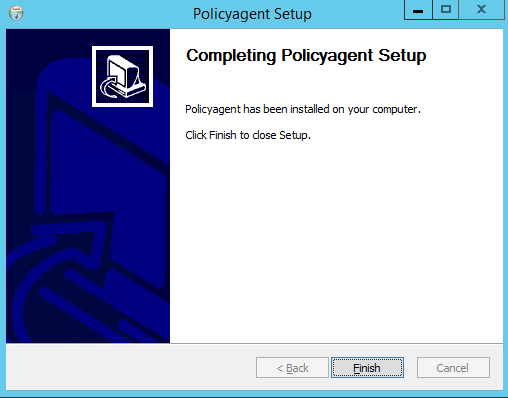 Policyagent Setup
Completing Policyagent Setup
Policyagent has been installed on your computer.
Click Finish to close Setup.
< Back
Finish
Cancel